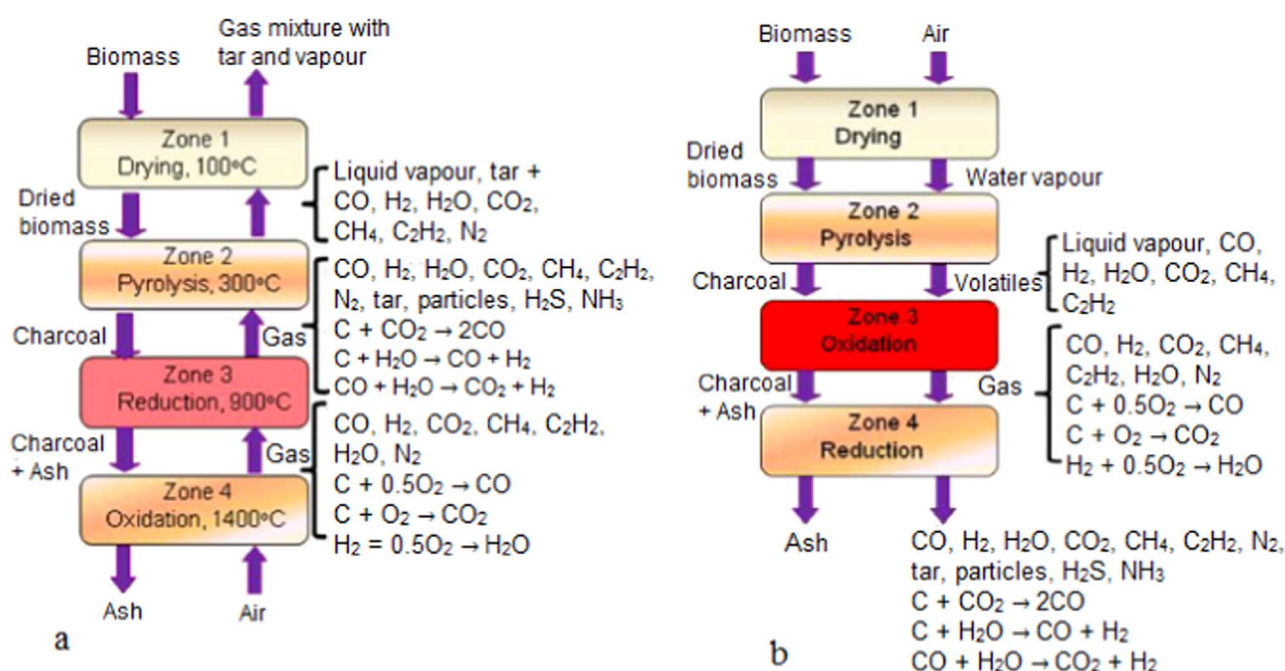 Gas mixture with
tar and vapour
Biomass
Zone 1
Drying, 100°C
Dried
biomass
Liquid vapour, tar +
CO, H₂, H₂O, CO₂,
CH₄, C₂H₂, N₂
Zone 2
Pyrolysis, 300°C
CO, H₂, H₂O, CO₂, CH₄, C₂H₂,
N₂, tar, particles, H₂S, NH₃
C + CO₂ → 2CO
C + H₂O → CO + H₂
CO + H₂O → CO₂ + H₂
Charcoal
Gas
Zone 3
Reduction, 900°C
Charcoal
+ Ash
Gas
CO, H₂, CO₂, CH₄, C₂H₂,
H₂O, N₂
C + 0.5O₂ → CO
C + O₂ → CO₂
H₂ = 0.5O₂ → H₂O
Zone 4
Oxidation, 1400°C
Ash
Air
a
Biomass
Air
Zone 1
Drying
Dried
biomass
Water vapour
Zone 2
Pyrolysis
Charcoal
Volatiles
Liquid vapour, CO,
H₂, H₂O, CO₂, CH₄,
C₂H₂
Zone 3
Oxidation
Charcoal
+ Ash
Gas
CO, H₂, CO₂, CH₄,
C₂H₂, H₂O, N₂
C + 0.5O₂ → CO
C + O₂ → CO₂
H₂ + 0.5O₂ → H₂O
Zone 4
Reduction
Ash
CO, H₂, H₂O, CO₂, CH₄, C₂H₂, N₂,
tar, particles, H₂S, NH₃
C + CO₂ → 2CO
C + H₂O → CO + H₂
CO + H₂O → CO₂ + H₂
b